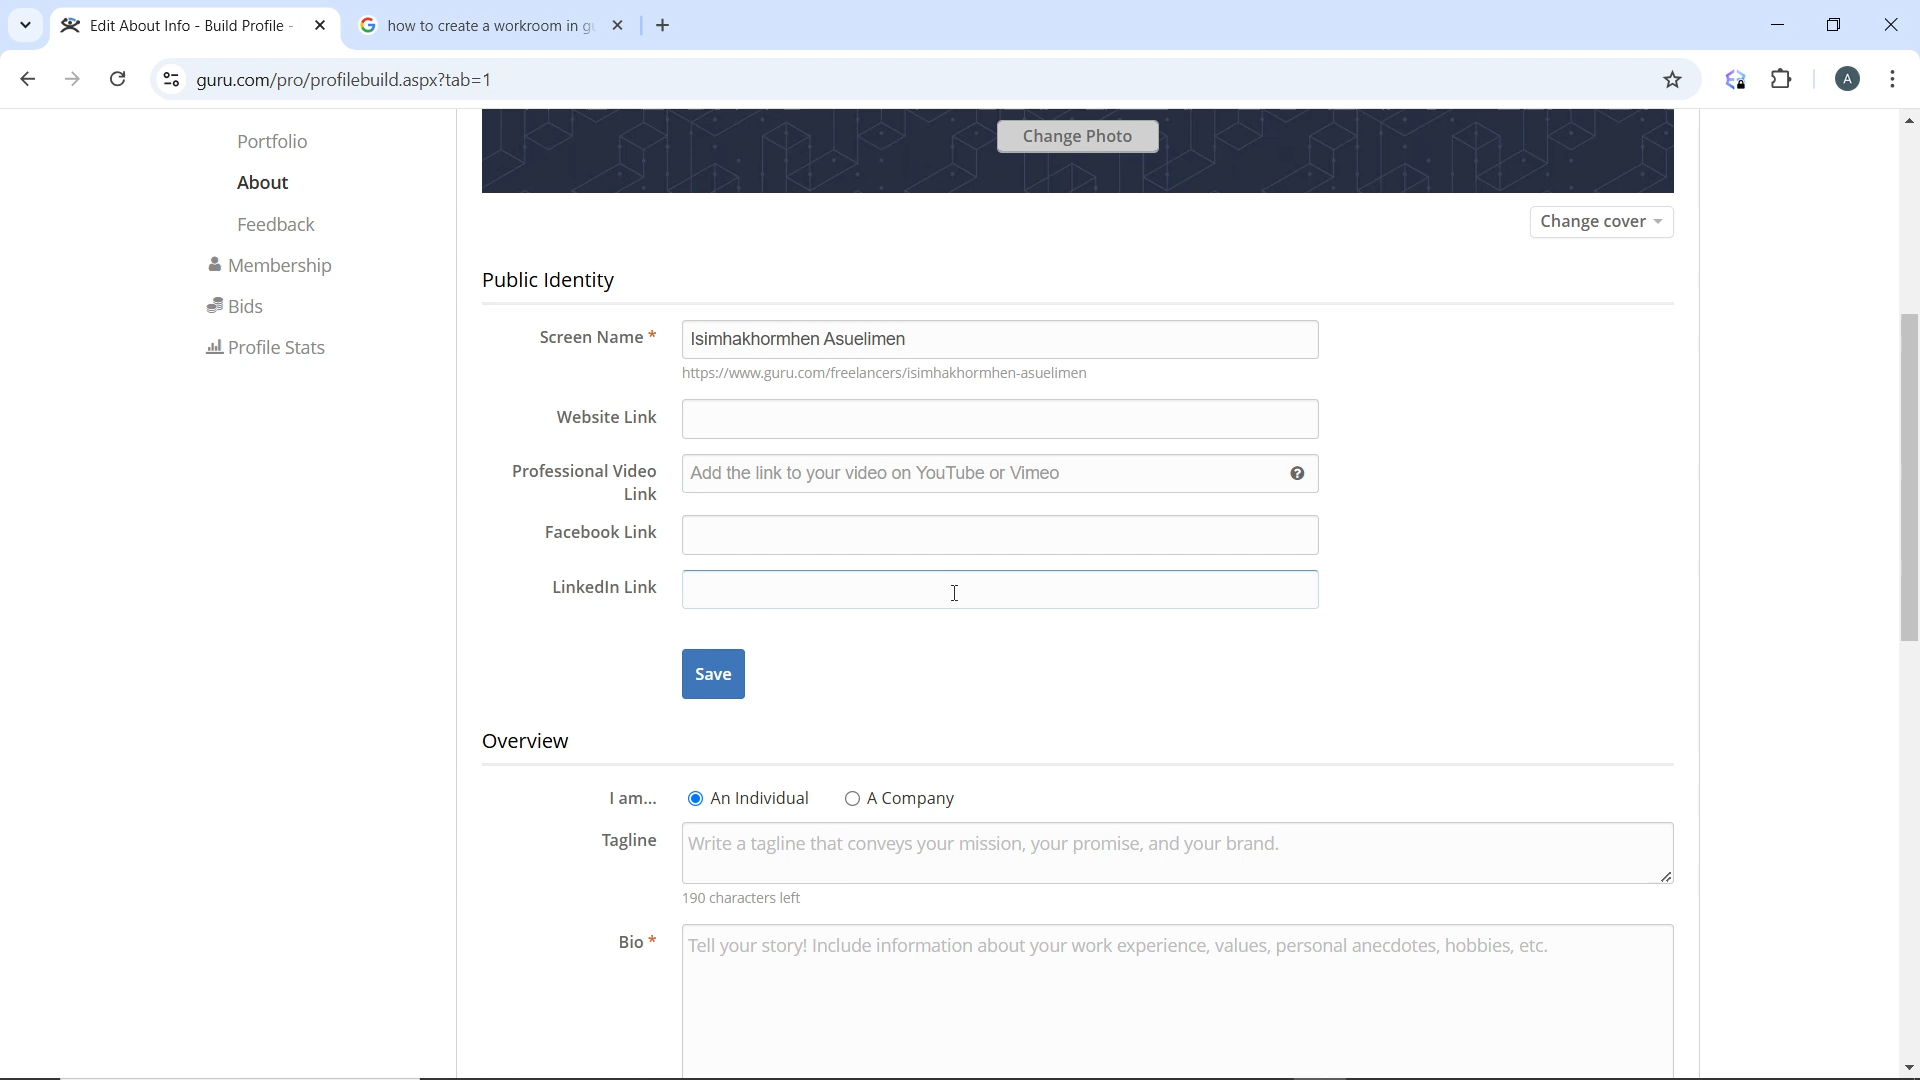 Edit About Info - Build Profile -
how to create a workroom in gu
guru.com/pro/profilebuild.aspx?tab=1
A
Portfolio
About
Feedback
Membership
Bids
Profile Stats
Change Photo
Change cover
Public Identity
Screen Name *
Isimhakhormhen Asuelimen
https://www.guru.com/freelancers/isimhakhormhen-asuelimen
Website Link
Professional Video
Link
Add the link to your video on YouTube or Vimeo
Facebook Link
LinkedIn Link
Save
Overview
I am...
An Individual
A Company
Tagline
Write a tagline that conveys your mission, your promise, and your brand.
190 characters left
Bio *
Tell your story! Include information about your work experience, values, personal anecdotes, hobbies, etc.